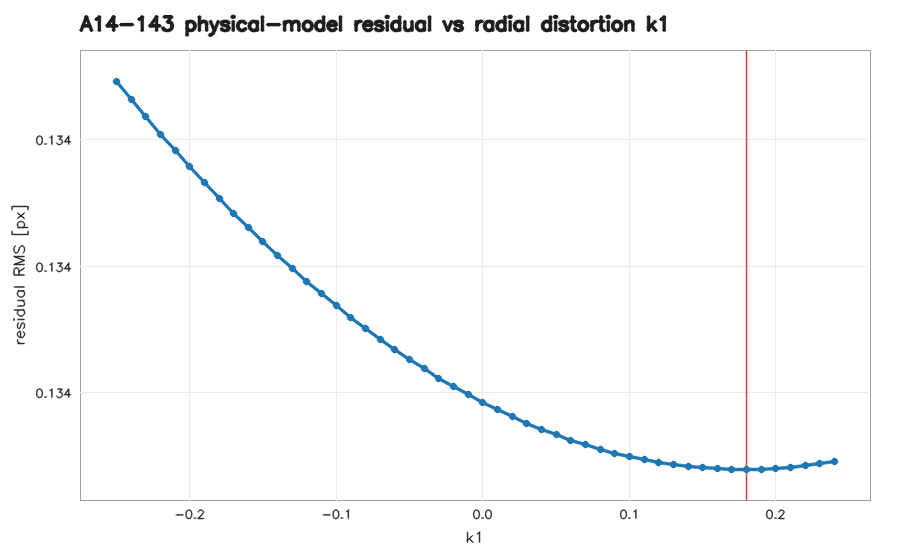 A14-143 physical-model residual vs radial distortion k1
0.134
0.134
0.134
residual RMS [px]
-0.2 -0.1 0.0 0.1 0.2
k1